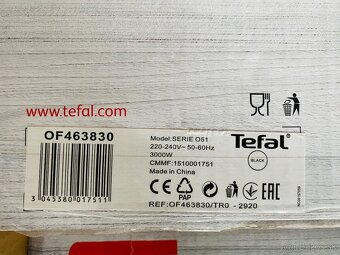 www.tefal.com
OF463830
Model: SERIE O51
220-240V~ 50-60Hz
3000W
CMMF:1510001751
Made in China
Tefal
BLACK
3 045380 017511
PAP
REF:OF463830/TR0 - 2920